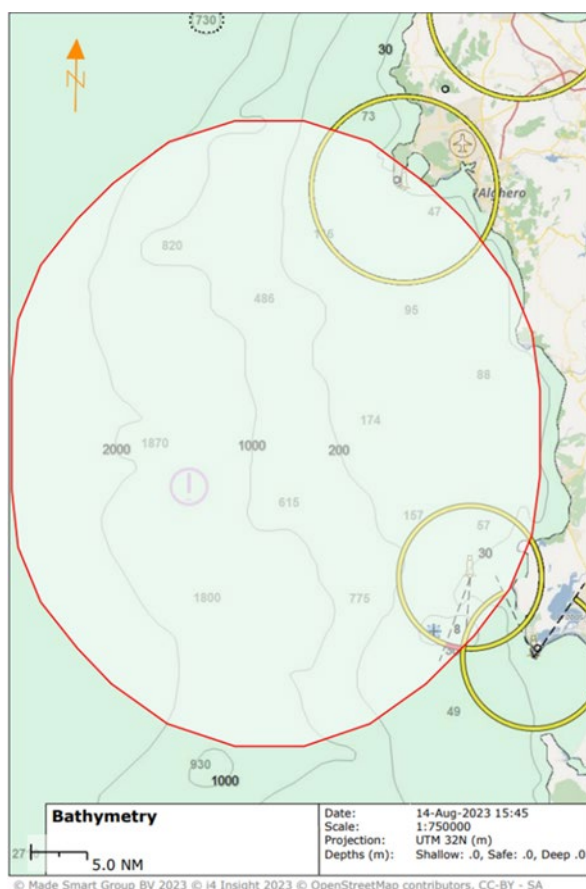 730
30
73
N
l'Alghero
47
820
486
95
88
174
2000
1870
1000
200
615
157
57
30
1800
775
8
49
930
1000
Bathymetry
5.0 NM
Date: 14-Aug-2023 15:45
Scale: 1:750000
Projection: UTM 32N (m)
Depths (m): Shallow: .0, Safe: .0, Deep .0
© Made Smart Group BV 2023 © i4 Insight 2023 © OpenStreetMap contributors, CC-BY - SA